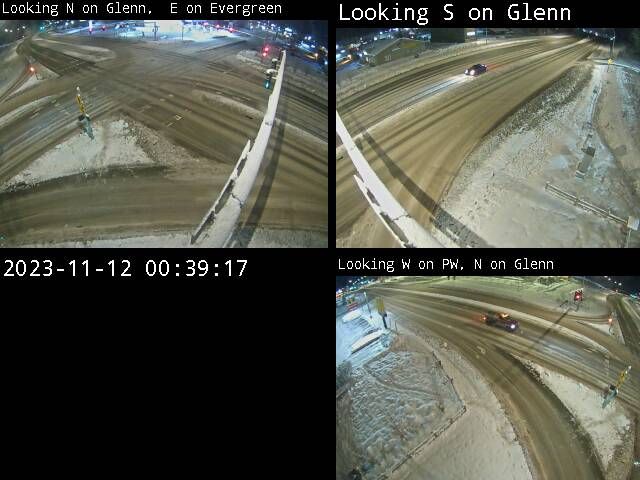 Looking N on Glenn,  E on Evergreen
Looking S on Glenn
2023-11-12 00:39:17
Looking W on PW, N on Glenn